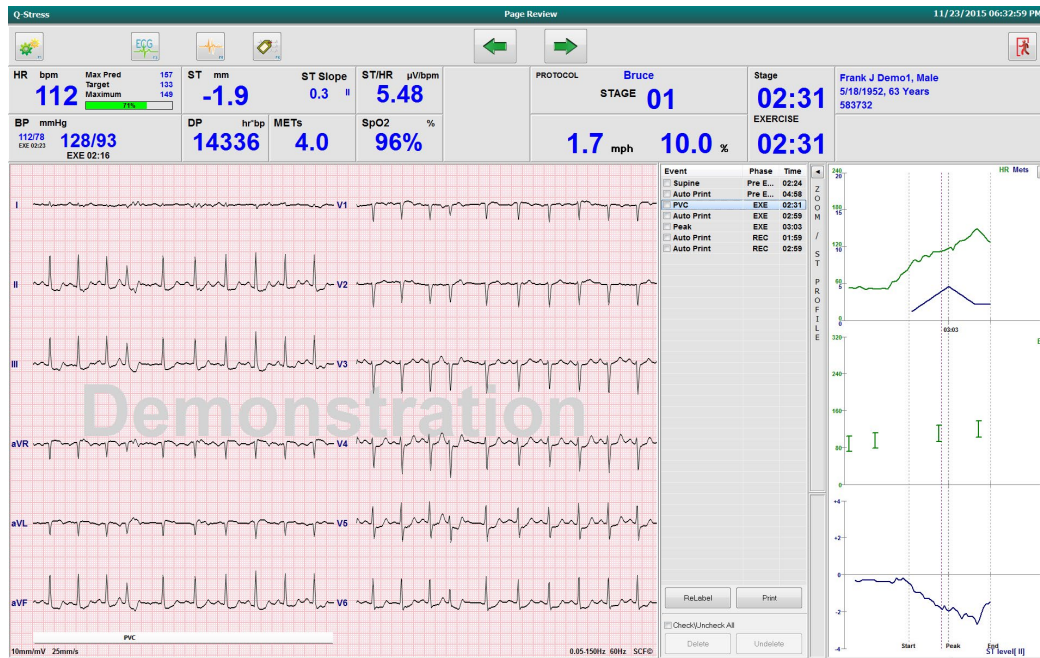 Q-Stress Page Review 11/23/2015 06:32:59 PM
ECG
HR bpm Max Pred 157
Target 133
112 Maximum 149
71%
ST mm ST Slope
-1.9 0.3 II
ST/HR µV/bpm
5.48
PROTOCOL Bruce
STAGE 01
Stage
02:31
Frank J Demo1, Male
5/18/1952, 63 Years
583732
BP mmHg
112/78 128/93
EXE 02:23
EXE 02:16
DP hr*bp
14336
METs
4.0
SpO2 %
96%
1.7 mph 10.0 %
EXERCISE
02:31
I V1
II V2
III V3
aVR V4
aVL V5
aVF V6
Demonstration
PVC
10mm/mV 25mm/s 0.05-150Hz 60Hz SCF©
Event Phase Time
Supine Pre E... 02:24
Auto Print Pre E... 04:58
PVC EXE 02:31
Auto Print EXE 02:59
Peak EXE 03:03
Auto Print REC 01:59
Auto Print REC 02:59
ReLabel Print
Check\Uncheck All
Delete Undelete
ZOOM / ST PROFILE
HR Mets
240
20
180
15
120
10
60
5
0
0
03:03
320
240
160
80
0
+4
+2
0
-2
-4
Start Peak End
ST level[ II]